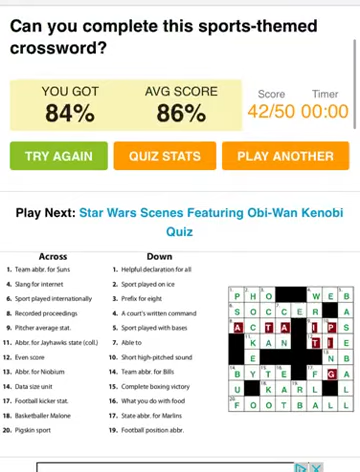 Can you complete this sports-themed
crossword?
YOU GOT
84%
AVG SCORE
86%
Score
42/50
Timer
00:00
TRY AGAIN
QUIZ STATS
PLAY ANOTHER
Play Next: Star Wars Scenes Featuring Obi-Wan Kenobi
Quiz
Across
1. Team abbr. for Suns
4. Slang for internet
6. Sport played internationally
8. Recorded proceedings
9. Pitcher average stat.
11. Abbr. for Jayhawks state (coll.)
12. Even score
13. Abbr. for Niobium
14. Data size unit
17. Football kicker stat.
18. Basketballer Malone
20. Pigskin sport
Down
1. Helpful declaration for all
2. Sport played on ice
3. Prefix for eight
4. A court's written command
5. Sport played with bases
7. Able to
10. Short high-pitched sound
14. Team abbr. for Bills
15. Complete boxing victory
16. What you do with food
17. State abbr. for Marlins
19. Football position abbr.
P H O W E B
S O C C E R A
A C T A I P S
K A N T I E
E N B
B Y T E F G A
U K A R L L
F O O T B A L L